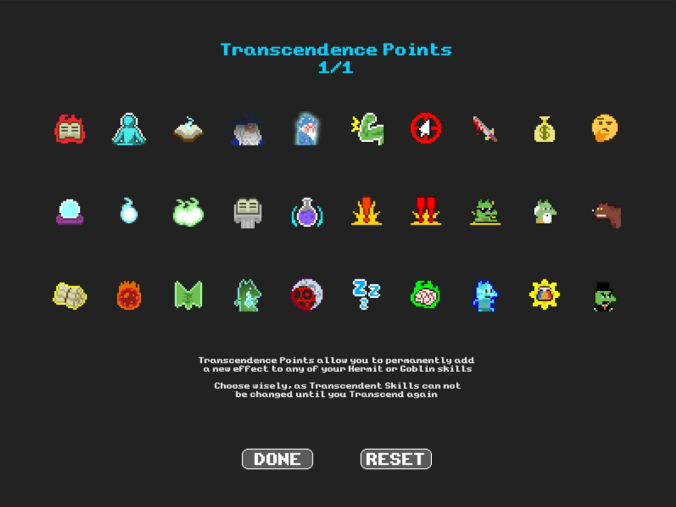 Transcendence Points
1/1
Transcendence Points allow you to permanently add
a new effect to any of your Hermit or Goblin skills
Choose wisely, as Transcendent Skills can not
be changed until you Transcend again
DONE
RESET